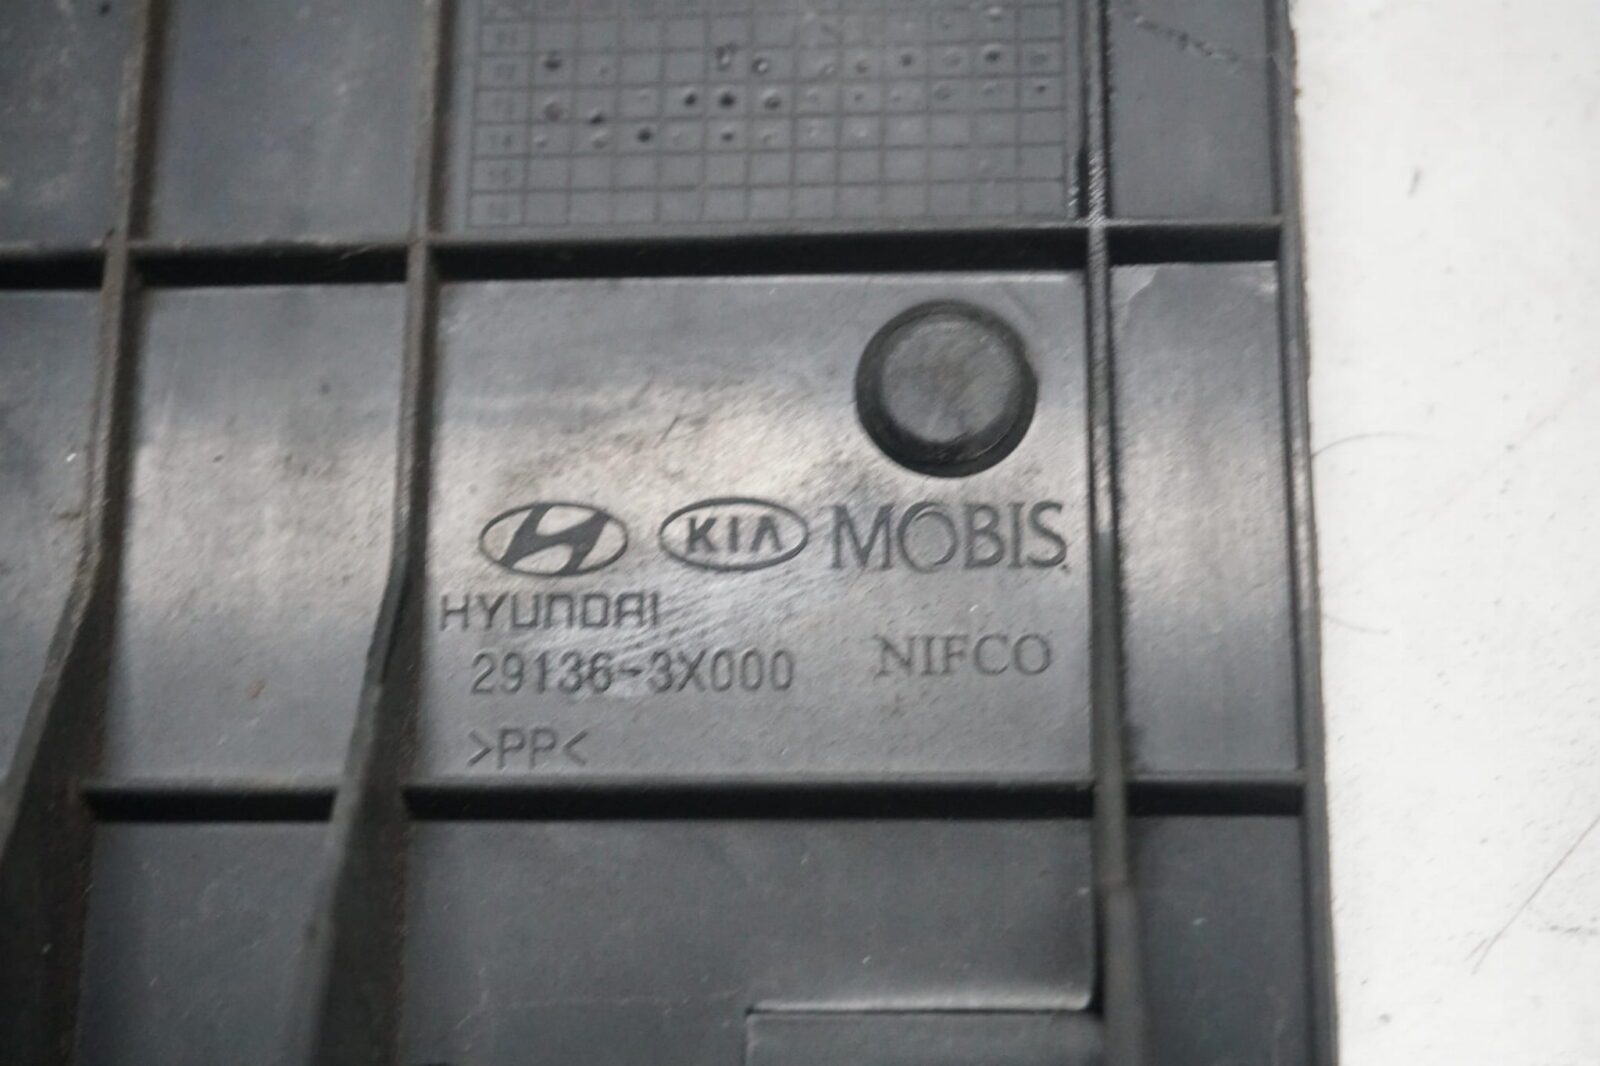 KIA MOBIS
HYUNDAI
29136-3X000 NIFCO
>PP<